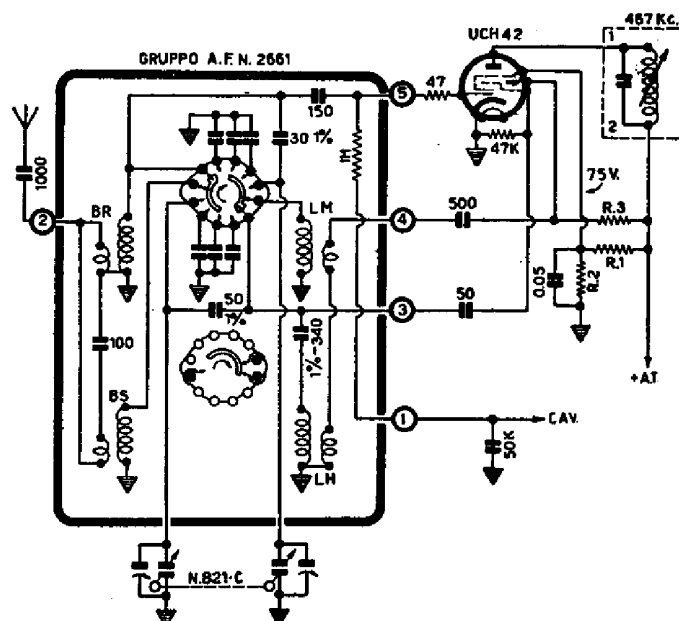 467 Kc.
UCH 42
GRUPPO A.F. N. 2661
1
5
47
150
2
30 1%
1M
47K
1000
75 V.
2
BR
LM
4
500
R.3
50
1%
3
50
0.05
R.2
R.1
100
1%-340
+A.T.
BS
1
C.A.V.
50K
LH
N.821-C